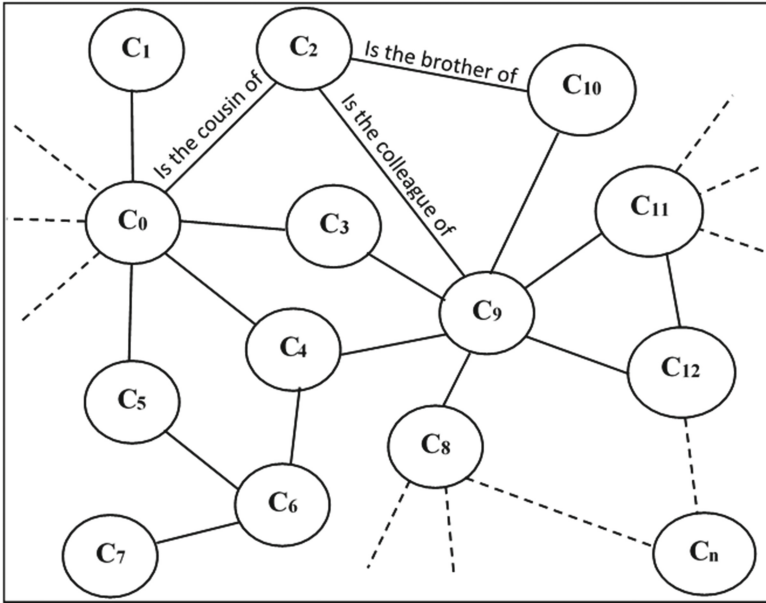 C1
C2
Is the brother of
C10
Is the cousin of
Is the colleague of
C0
C3
C11
C9
C4
C12
C5
C8
C6
C7
Cn